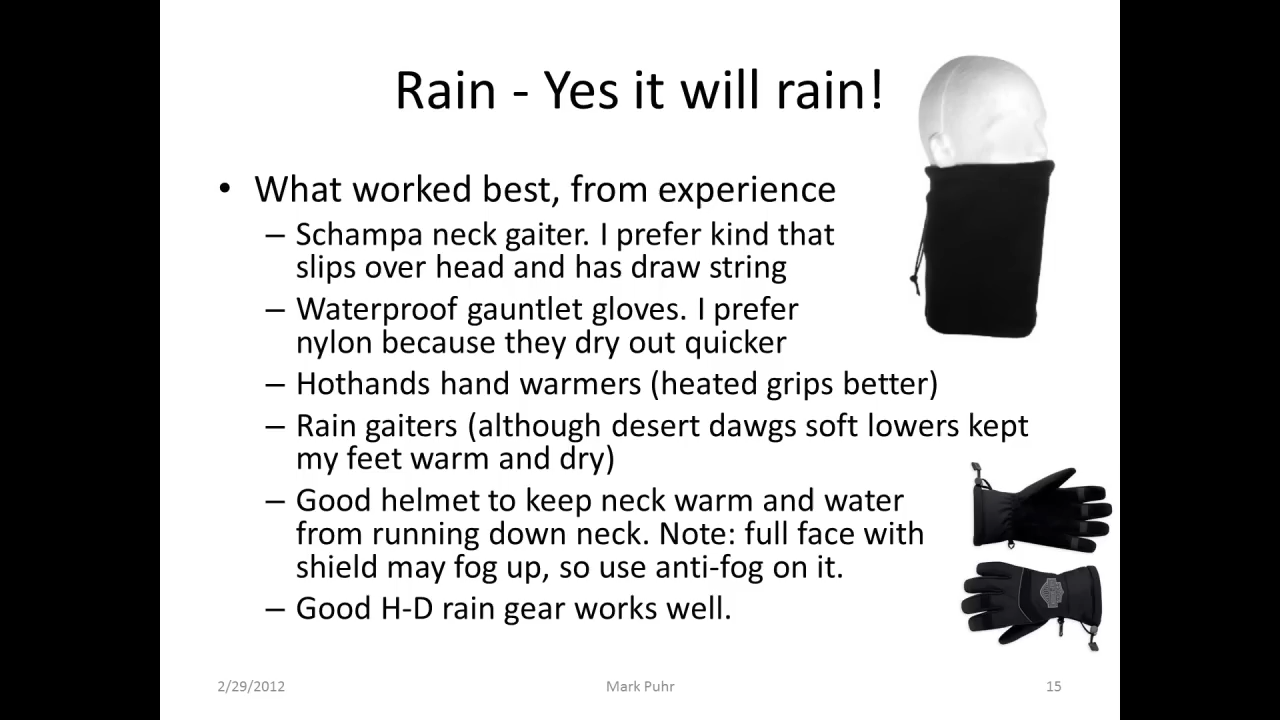 Rain - Yes it will rain!
• What worked best, from experience
– Schampa neck gaiter. I prefer kind that
slips over head and has draw string
– Waterproof gauntlet gloves. I prefer
nylon because they dry out quicker
– Hothands hand warmers (heated grips better)
– Rain gaiters (although desert dawgs soft lowers kept
my feet warm and dry)
– Good helmet to keep neck warm and water
from running down neck. Note: full face with
shield may fog up, so use anti-fog on it.
– Good H-D rain gear works well.
2/29/2012
Mark Puhr
15